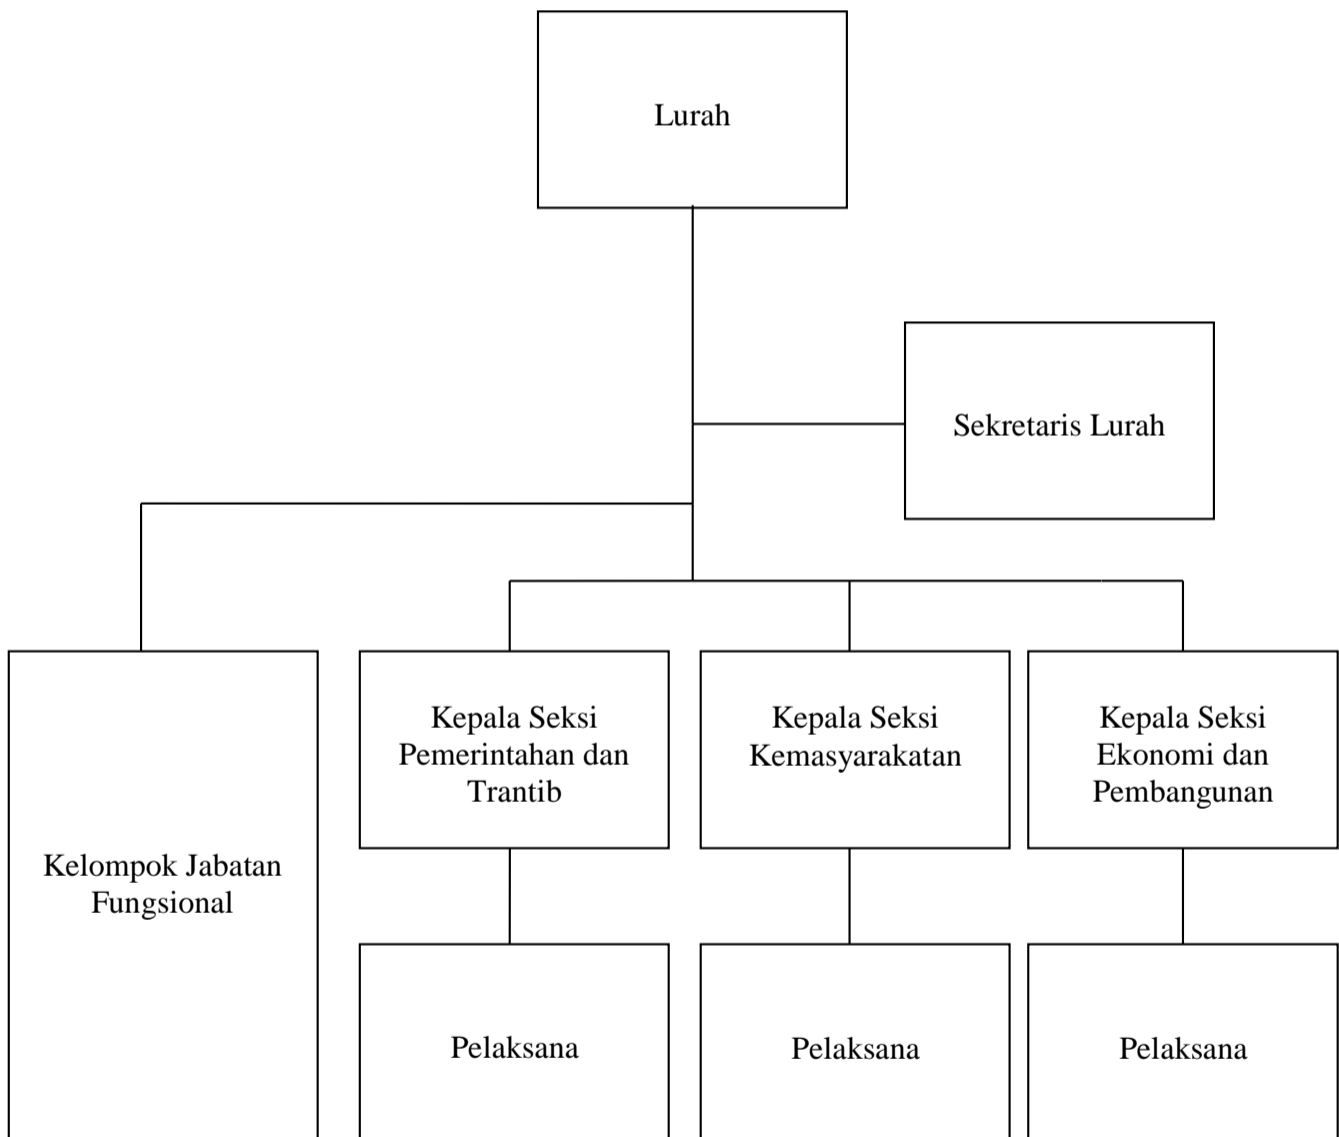 Lurah
Sekretaris Lurah
Kelompok Jabatan
Fungsional
Kepala Seksi
Pemerintahan dan
Trantib
Kepala Seksi
Kemasyarakatan
Kepala Seksi
Ekonomi dan
Pembangunan
Pelaksana
Pelaksana
Pelaksana